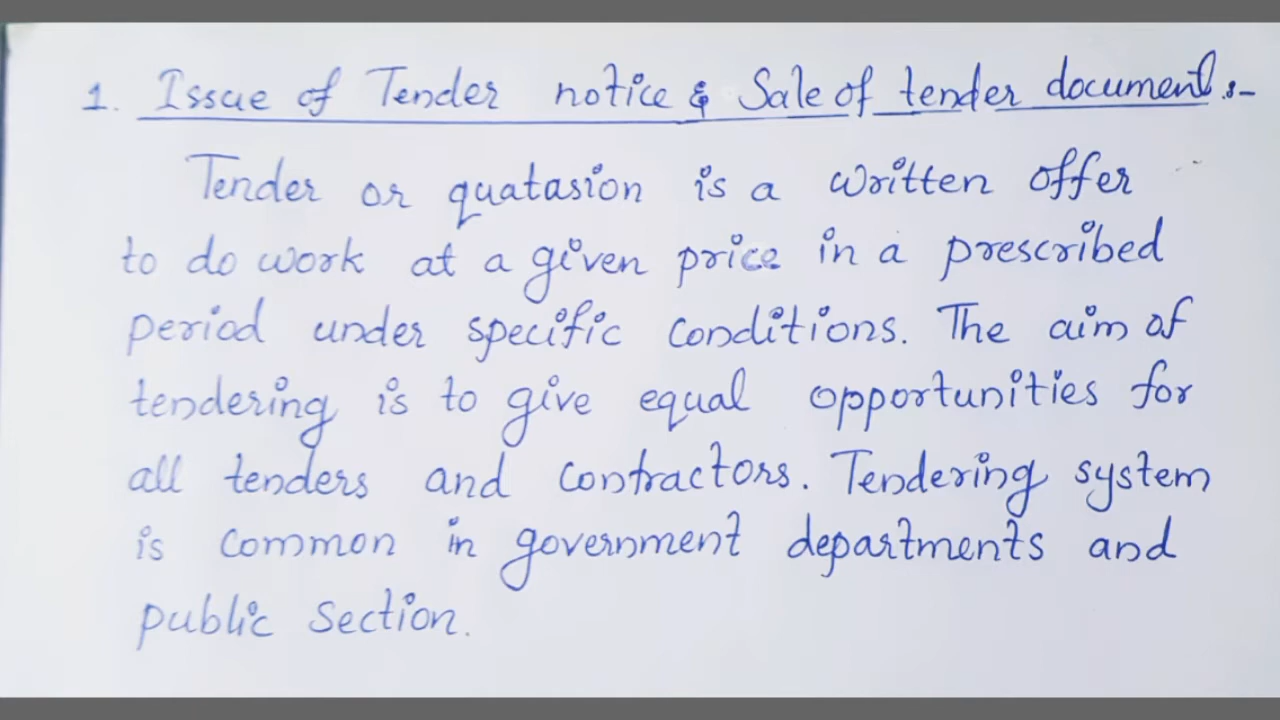 1. Issue of Tender notice & Sale of tender document :-
Tender or quatasion is a written offer
to do work at a given price in a prescribed
period under specific conditions. The aim of
tendering is to give equal opportunities for
all tenders and contractors. Tendering system
is common in government departments and
public section.